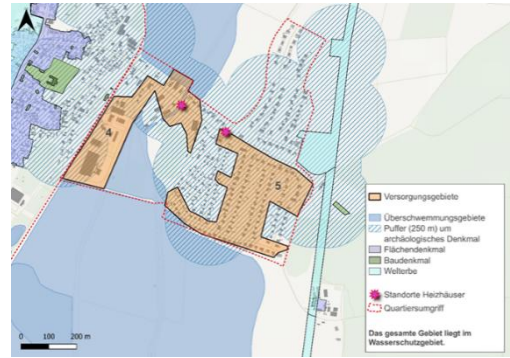 4
5
Versorgungsgebiete
Überschwemmungsgebiete
Puffer (250 m) um
archäologisches Denkmal
Flächendenkmal
Baudenkmal
Welterbe
Standorte Heizhäuser
Quartiersumgriff
Das gesamte Gebiet liegt im
Wasserschutzgebiet.
0 100 200 m